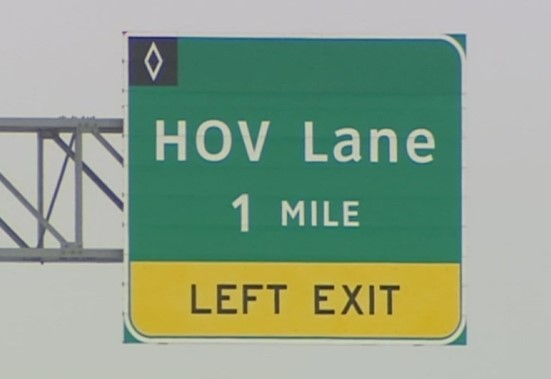 HOV Lane
1 MILE
LEFT EXIT